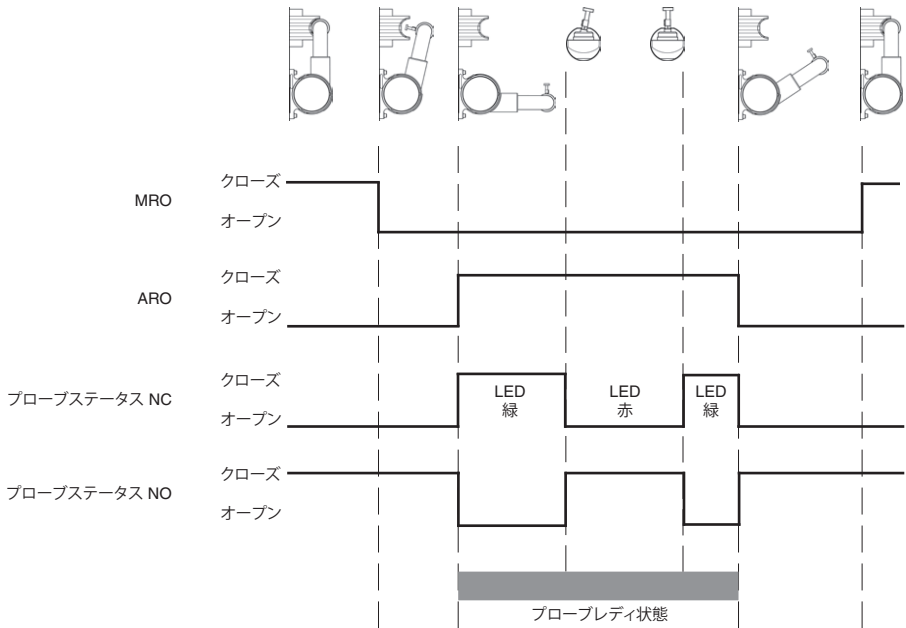 MRO
クローズ
オープン
ARO
クローズ
オープン
プローブステータス NC
クローズ
オープン
LED
緑
LED
赤
LED
緑
プローブステータス NO
クローズ
オープン
プローブレディ状態